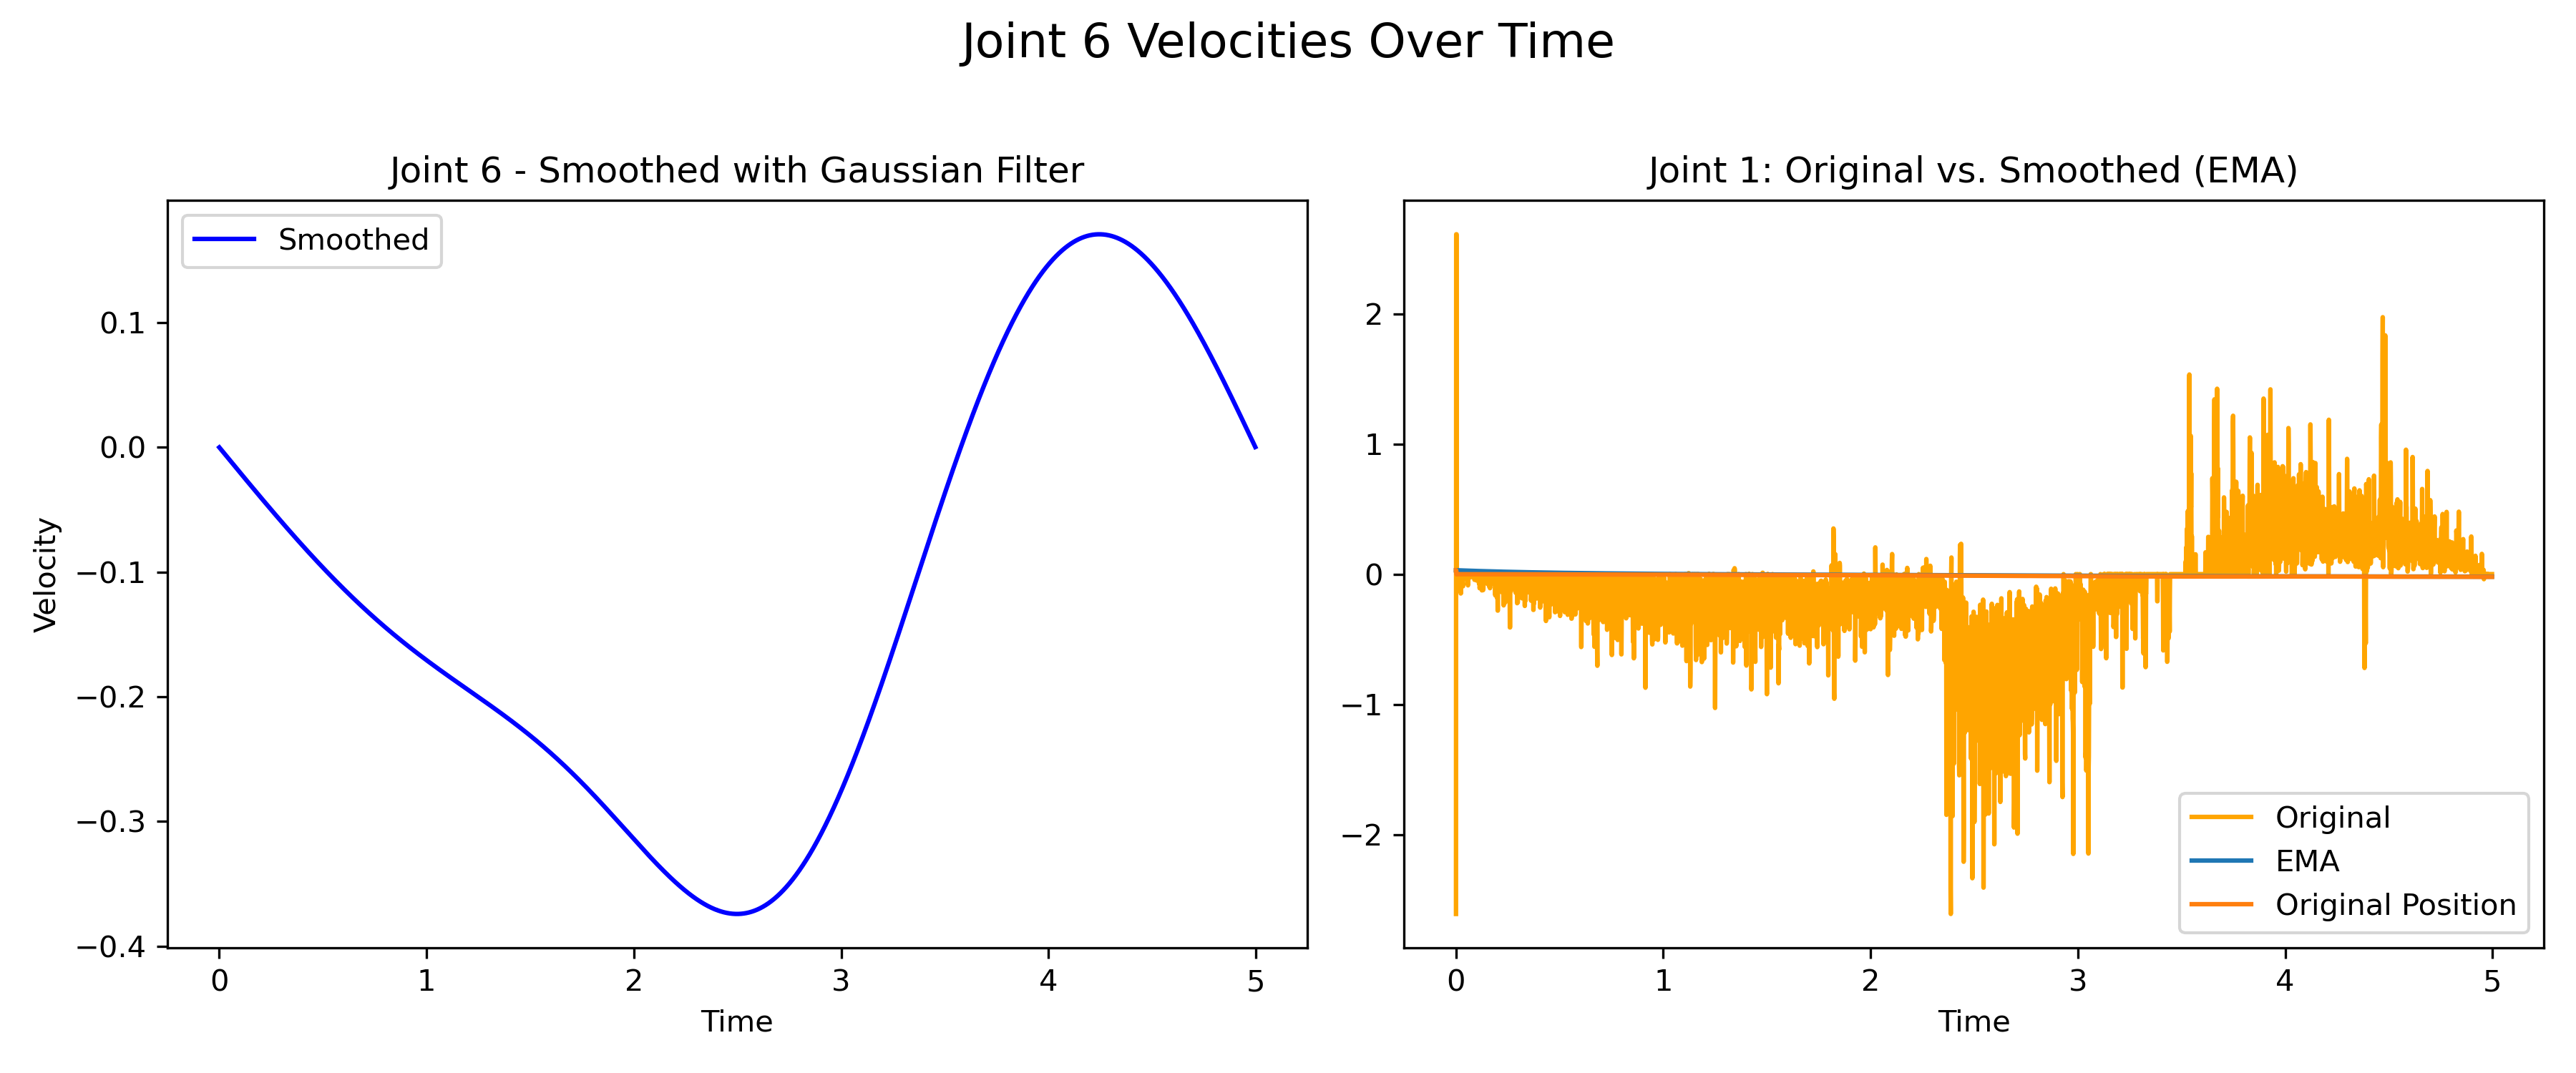 Joint 6 Velocities Over Time
Joint 6 - Smoothed with Gaussian Filter
Smoothed
Velocity
0.1
0.0
−0.1
−0.2
−0.3
−0.4
0 1 2 3 4 5
Time
Joint 1: Original vs. Smoothed (EMA)
2
1
0
−1
−2
Original
EMA
Original Position
0 1 2 3 4 5
Time